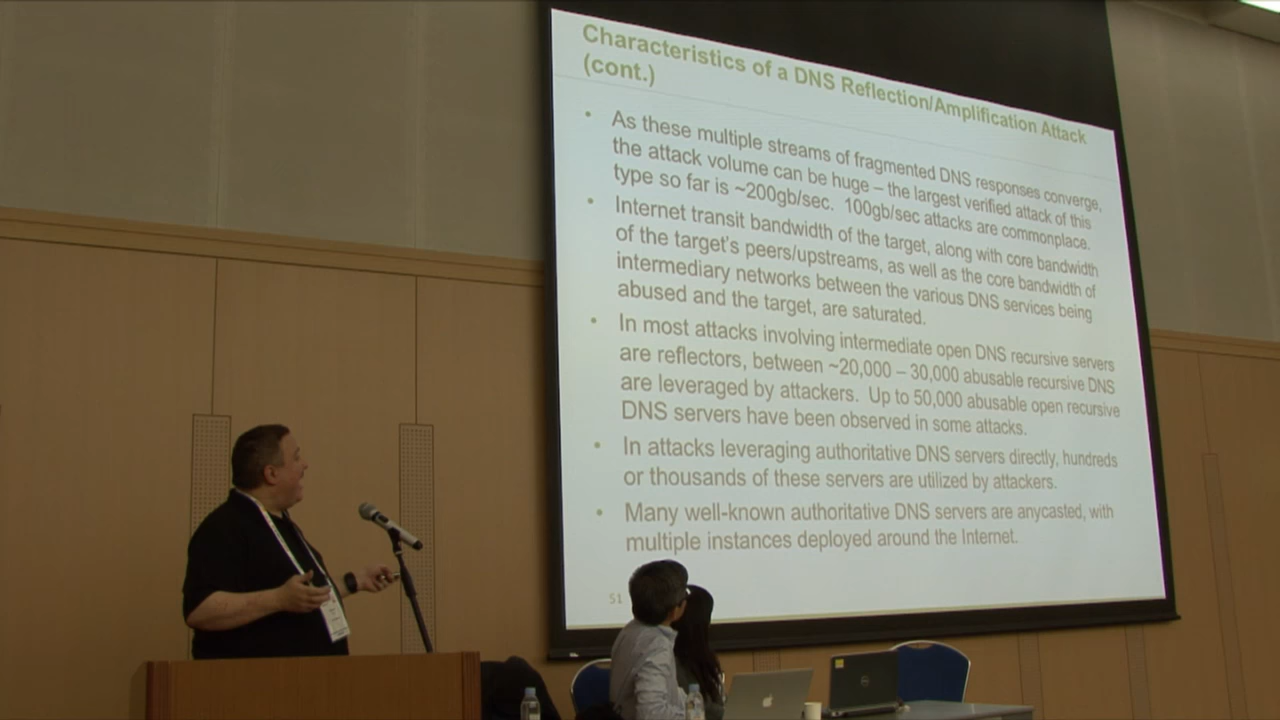 Characteristics of a DNS Reflection/Amplification Attack
(cont.)
• As these multiple streams of fragmented DNS responses converge,
the attack volume can be huge – the largest verified attack of this
type so far is ~200gb/sec. 100gb/sec attacks are commonplace.
• Internet transit bandwidth of the target, along with core bandwidth
of the target's peers/upstreams, as well as the core bandwidth of
intermediary networks between the various DNS services being
abused and the target, are saturated.
• In most attacks involving intermediate open DNS recursive servers
are reflectors, between ~20,000 – 30,000 abusable recursive DNS
are leveraged by attackers. Up to 50,000 abusable open recursive
DNS servers have been observed in some attacks.
• In attacks leveraging authoritative DNS servers directly, hundreds
or thousands of these servers are utilized by attackers.
• Many well-known authoritative DNS servers are anycasted, with
multiple instances deployed around the Internet.
51